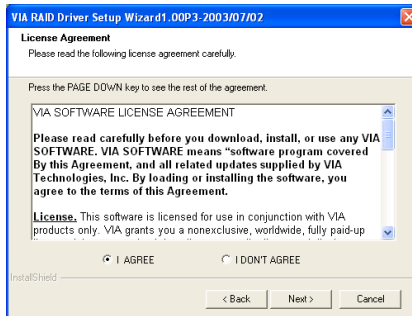 VIA RAID Driver Setup Wizard1.00P3-2003/07/02
License Agreement
Please read the following license agreement carefully.
Press the PAGE DOWN key to see the rest of the agreement.
VIA SOFTWARE LICENSE AGREEMENT
Please read carefully before you download, install, or use any VIA
SOFTWARE. VIA SOFTWARE means "software program covered
By this Agreement, and all related updates supplied by VIA
Technologies, Inc. By loading or installing the software, you
agree to the terms of this Agreement.
License. This software is licensed for use in conjunction with VIA
products only. VIA grants you a nonexclusive, worldwide, fully paid-up
I AGREE
I DON'T AGREE
InstallShield
< Back
Next >
Cancel